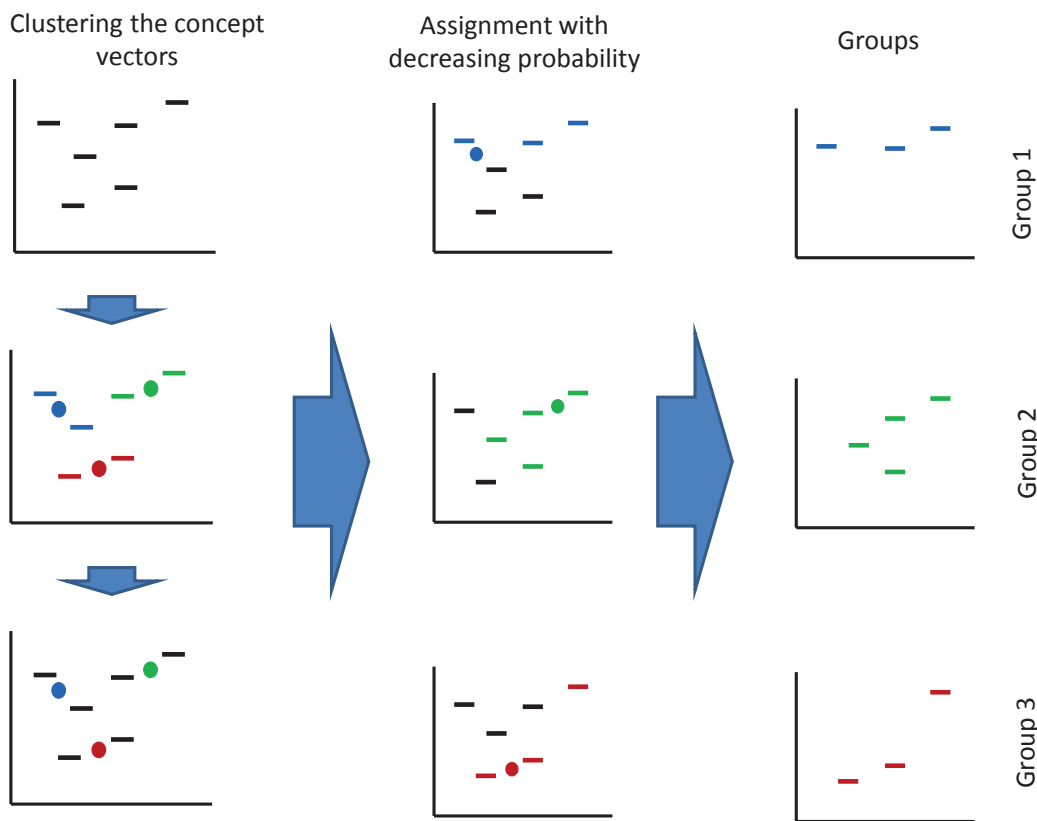 Clustering the concept
vectors
Assignment with
decreasing probability
Groups
Group 1
Group 2
Group 3